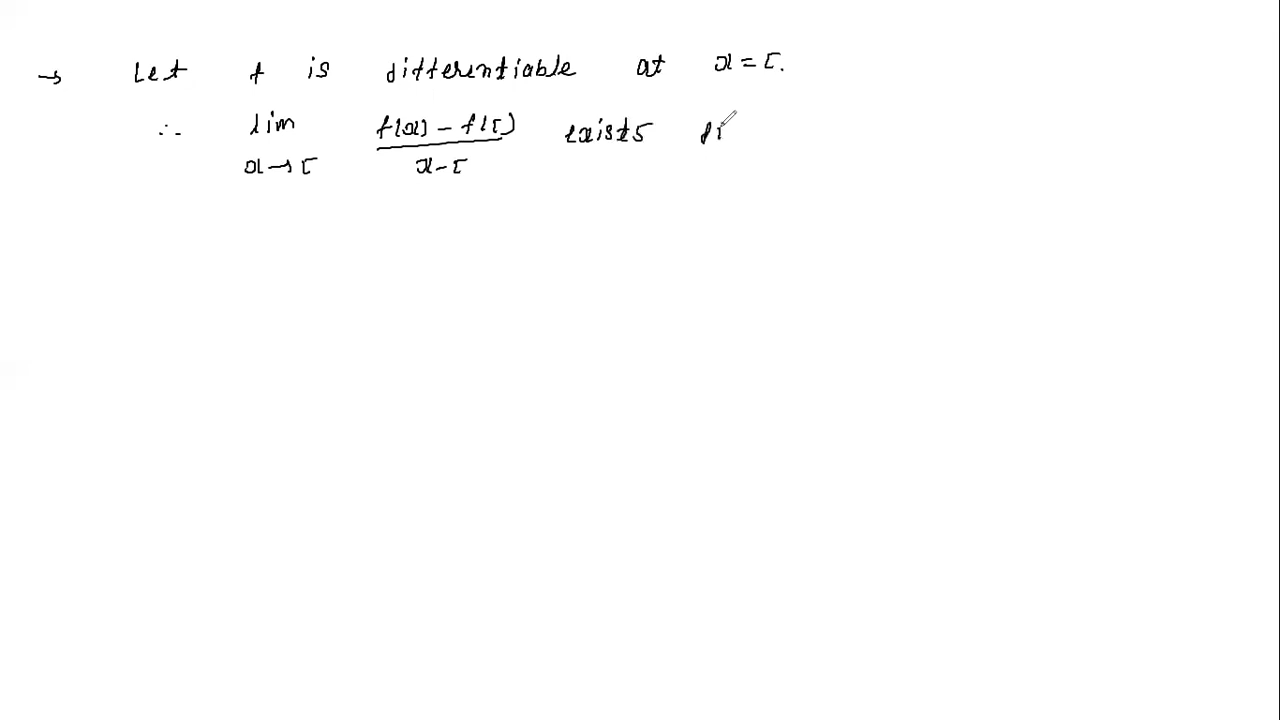 → Let f is differentiable at x = c.
∴ lim f(x) - f(c) exists
x→c x-c